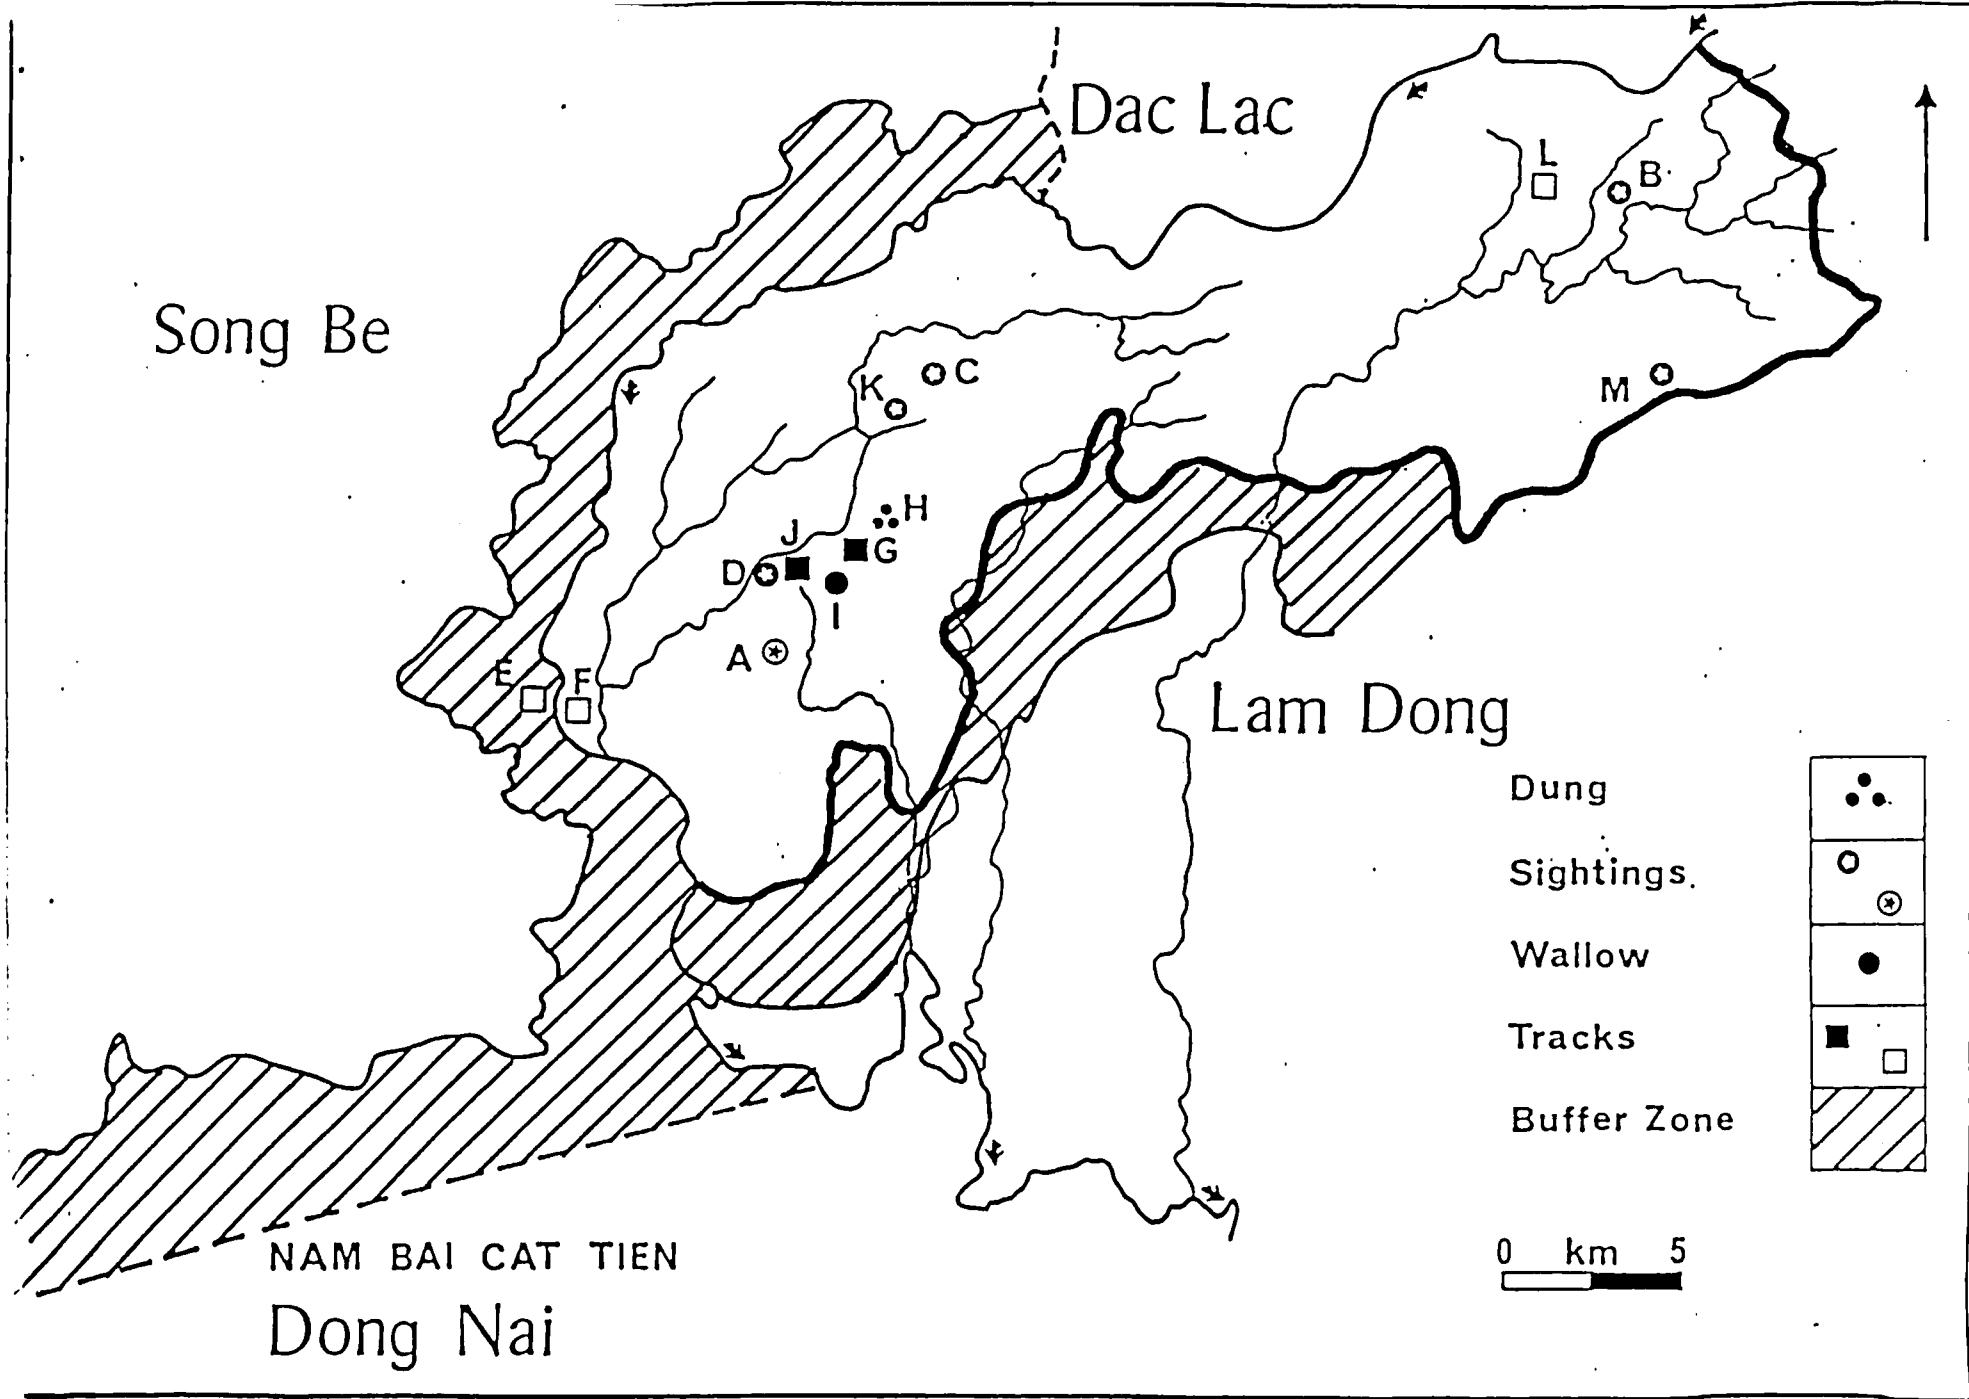 Dac Lac
L
B
Song Be
C
K
M
H
J
G
D
I
A
E
F
Lam Dong
Dung
Sightings.
Wallow
Tracks
Buffer Zone
0 km 5
NAM BAI CAT TIEN
Dong Nai